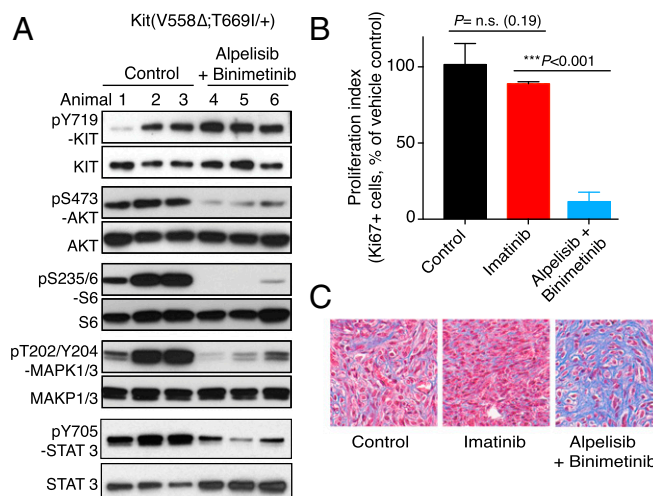 A
Kit(V558Δ;T669I/+)
Control
Alpelisib
+ Binimetinib
Animal
1 2 3 4 5 6
pY719
-KIT
KIT
pS473
-AKT
AKT
pS235/6
-S6
S6
pT202/Y204
-MAPK1/3
MAKP1/3
pY705
-STAT 3
STAT 3
B
P= n.s. (0.19)
***P<0.001
Proliferation index
(Ki67+ cells, % of vehicle control)
100
50
0
Control
Imatinib
Alpelisib +
Binimetinib
C
Control
Imatinib
Alpelisib
+ Binimetinib